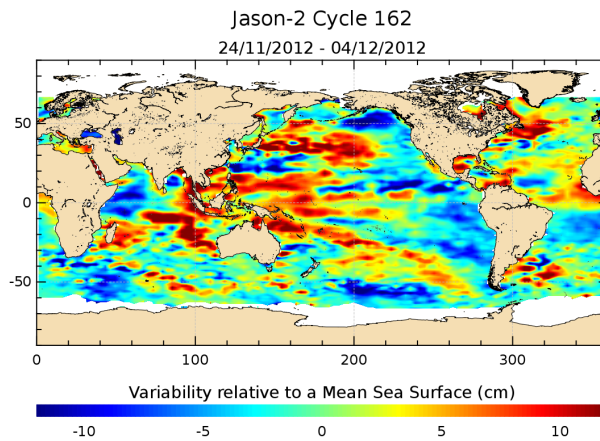 Jason-2 Cycle 162
24/11/2012 - 04/12/2012
50
0
-50
0 100 200 300
Variability relative to a Mean Sea Surface (cm)
-10 -5 0 5 10